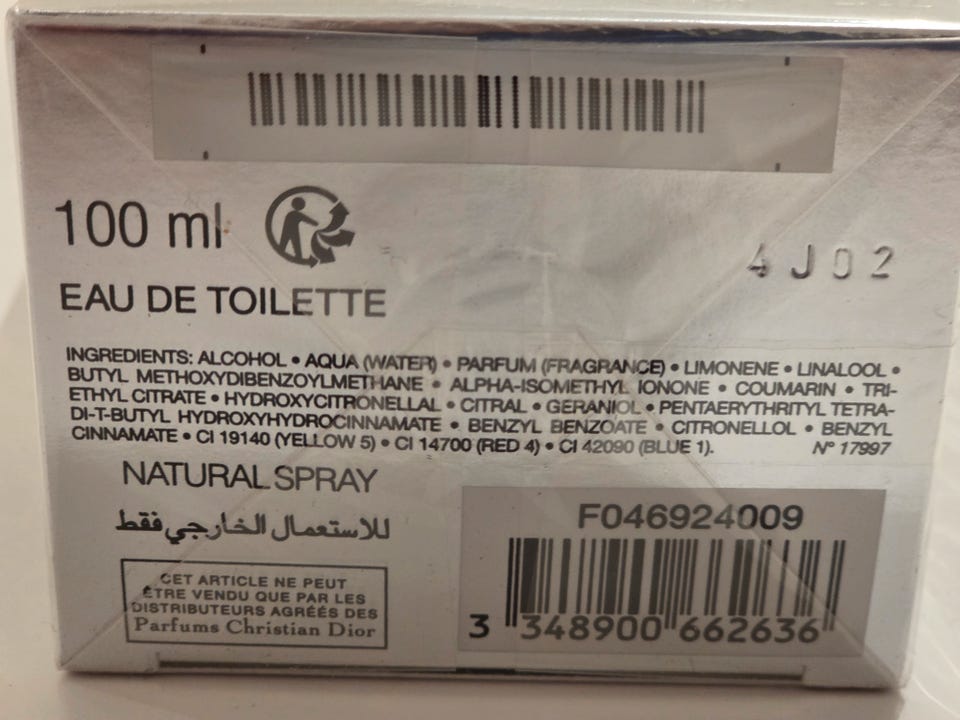 100 ml
4J02
EAU DE TOILETTE
INGREDIENTS: ALCOHOL • AQUA (WATER) • PARFUM (FRAGRANCE) • LIMONENE • LINALOOL •
BUTYL METHOXYDIBENZOYLMETHANE • ALPHA-ISOMETHYL IONONE • COUMARIN • TRI-
ETHYL CITRATE • HYDROXYCITRONELLAL • CITRAL • GERANIOL • PENTAERYTHRITYL TETRA-
DI-T-BUTYL HYDROXYHYDROCINNAMATE • BENZYL BENZOATE • CITRONELLOL • BENZYL
CINNAMATE • CI 19140 (YELLOW 5) • CI 14700 (RED 4) • CI 42090 (BLUE 1). N° 17997
NATURAL SPRAY
للاستعمال الخارجي فقط
CET ARTICLE NE PEUT
ÊTRE VENDU QUE PAR LES
DISTRIBUTEURS AGRÉÉS DES
Parfums Christian Dior
F046924009
3 348900 662636